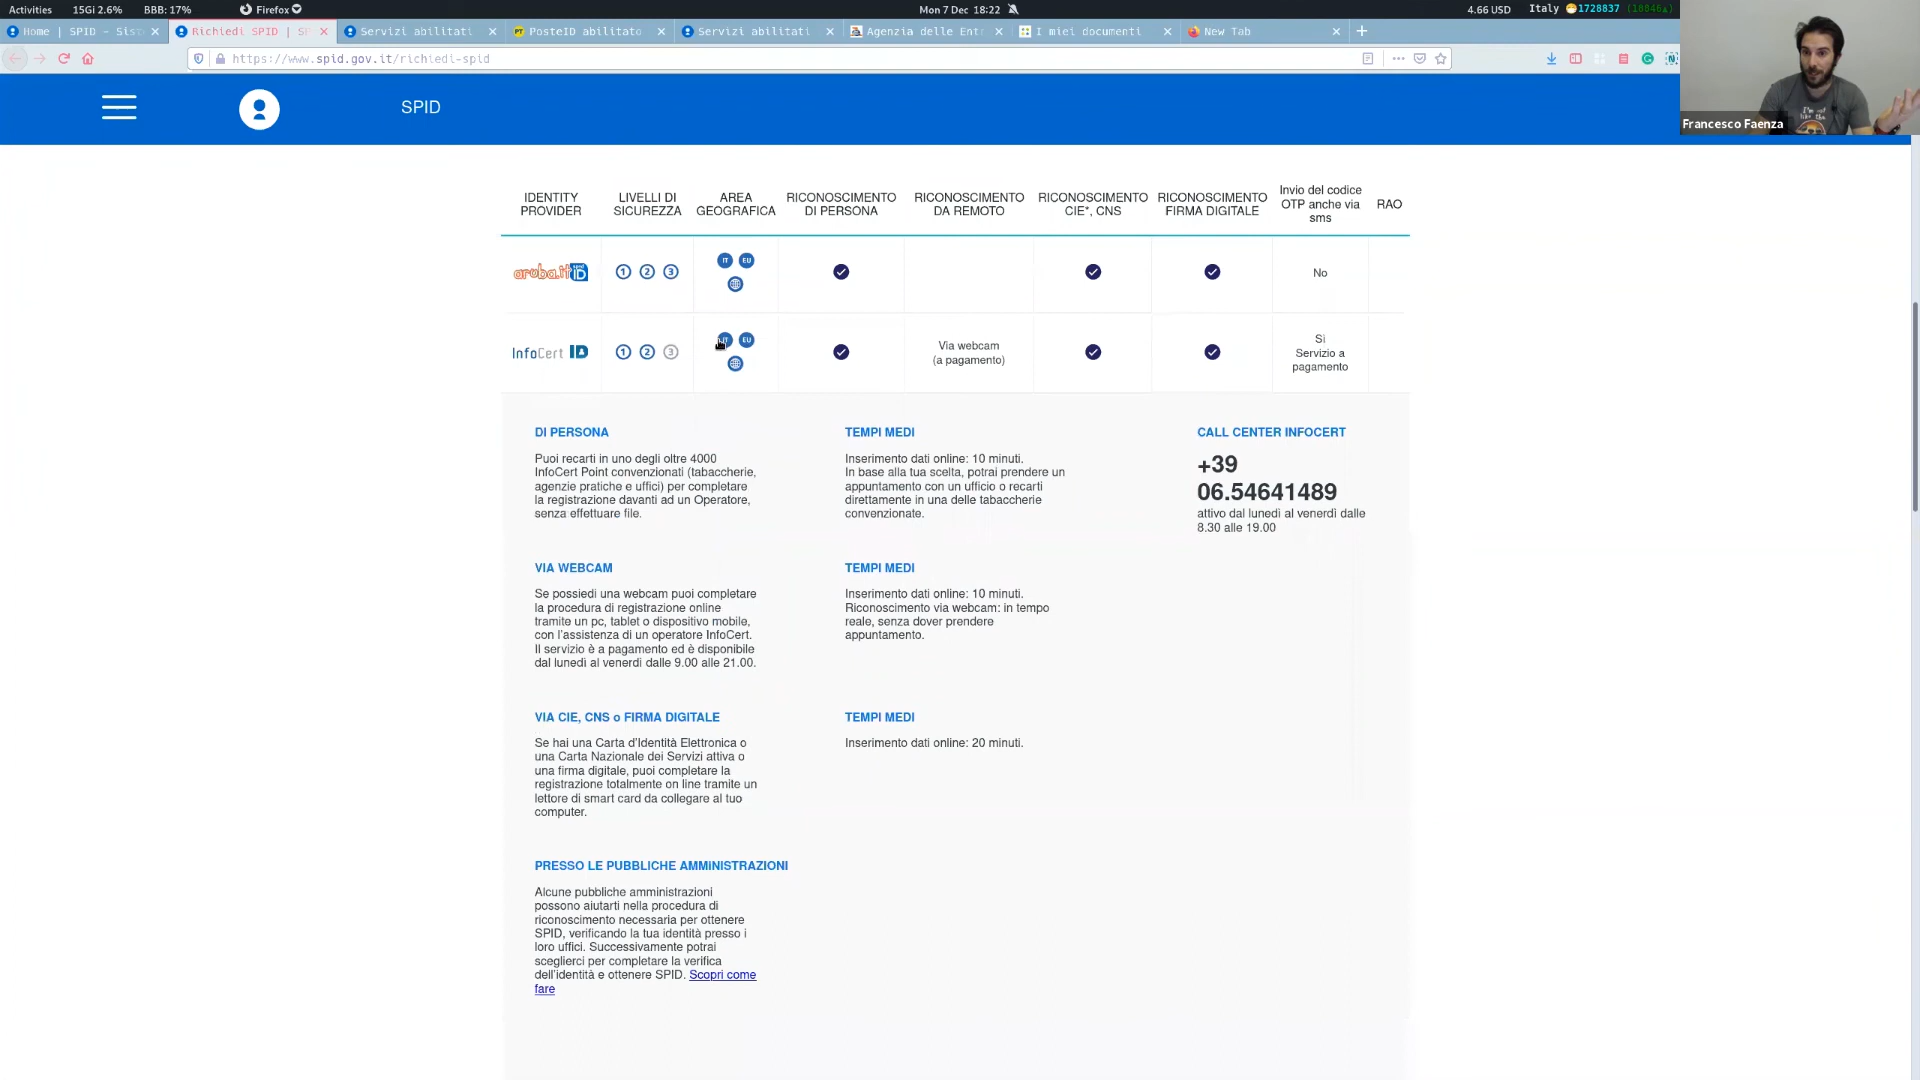 Activities 15Gi 2.6% BBB: 17% Firefox Mon 7 Dec 18:22 4.66 USD Italy 1728837 (18846▲)
Home | SPID - Sist Richiedi SPID | S Servizi abilitati PosteID abilitato Servizi abilitati Agenzia delle Ent I miei documenti New Tab
https://www.spid.gov.it/richiedi-spid
SPID
Francesco Faenza
IDENTITY PROVIDER
LIVELLI DI SICUREZZA
AREA GEOGRAFICA
RICONOSCIMENTO DI PERSONA
RICONOSCIMENTO DA REMOTO
RICONOSCIMENTO CIE*, CNS
RICONOSCIMENTO FIRMA DIGITALE
Invio del codice OTP anche via sms
RAO
aruba.it ID 1 2 3 IT EU No
InfoCert ID 1 2 3 IT EU Via webcam (a pagamento) Si Servizio a pagamento
DI PERSONA
Puoi recarti in uno degli oltre 4000
InfoCert Point convenzionati (tabaccherie,
agenzie pratiche e uffici) per completare
la registrazione davanti ad un Operatore,
senza effettuare file.
TEMPI MEDI
Inserimento dati online: 10 minuti.
In base alla tua scelta, potrai prendere un
appuntamento con un ufficio o recarti
direttamente in una delle tabaccherie
convenzionate.
CALL CENTER INFOCERT
+39
06.54641489
attivo dal lunedì al venerdì dalle
8.30 alle 19.00
VIA WEBCAM
Se possiedi una webcam puoi completare
la procedura di registrazione online
tramite un pc, tablet o dispositivo mobile,
con l'assistenza di un operatore InfoCert.
Il servizio è a pagamento ed è disponibile
dal lunedì al venerdì dalle 9.00 alle 21.00.
TEMPI MEDI
Inserimento dati online: 10 minuti.
Riconoscimento via webcam: in tempo
reale, senza dover prendere
appuntamento.
VIA CIE, CNS o FIRMA DIGITALE
Se hai una Carta d'Identità Elettronica o
una Carta Nazionale dei Servizi attiva o
una firma digitale, puoi completare la
registrazione totalmente on line tramite un
lettore di smart card da collegare al tuo
computer.
TEMPI MEDI
Inserimento dati online: 20 minuti.
PRESSO LE PUBBLICHE AMMiNISTRAZIONI
Alcune pubbliche amministrazioni
possono aiutarti nella procedura di
riconoscimento necessaria per ottenere
SPID, verificando la tua identità presso i
loro uffici. Successivamente potrai
sceglierci per completare la verifica
dell'identità e ottenere SPID. Scopri come
fare